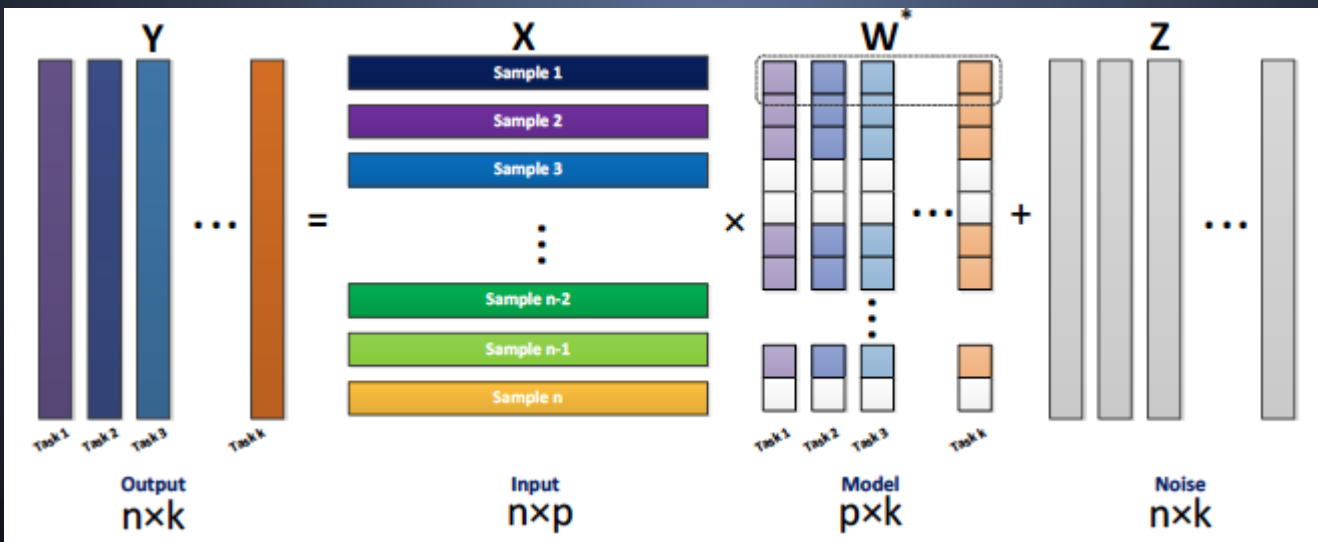 Y X W* Z
Sample 1
Sample 2
Sample 3
... = ⋮ × ... + ...
Sample n-2
⋮
Sample n-1
Sample n
Task 1 Task 2 Task 3 Task k Task 1 Task 2 Task 3 Task k
Output Input Model Noise
n×k n×p p×k n×k